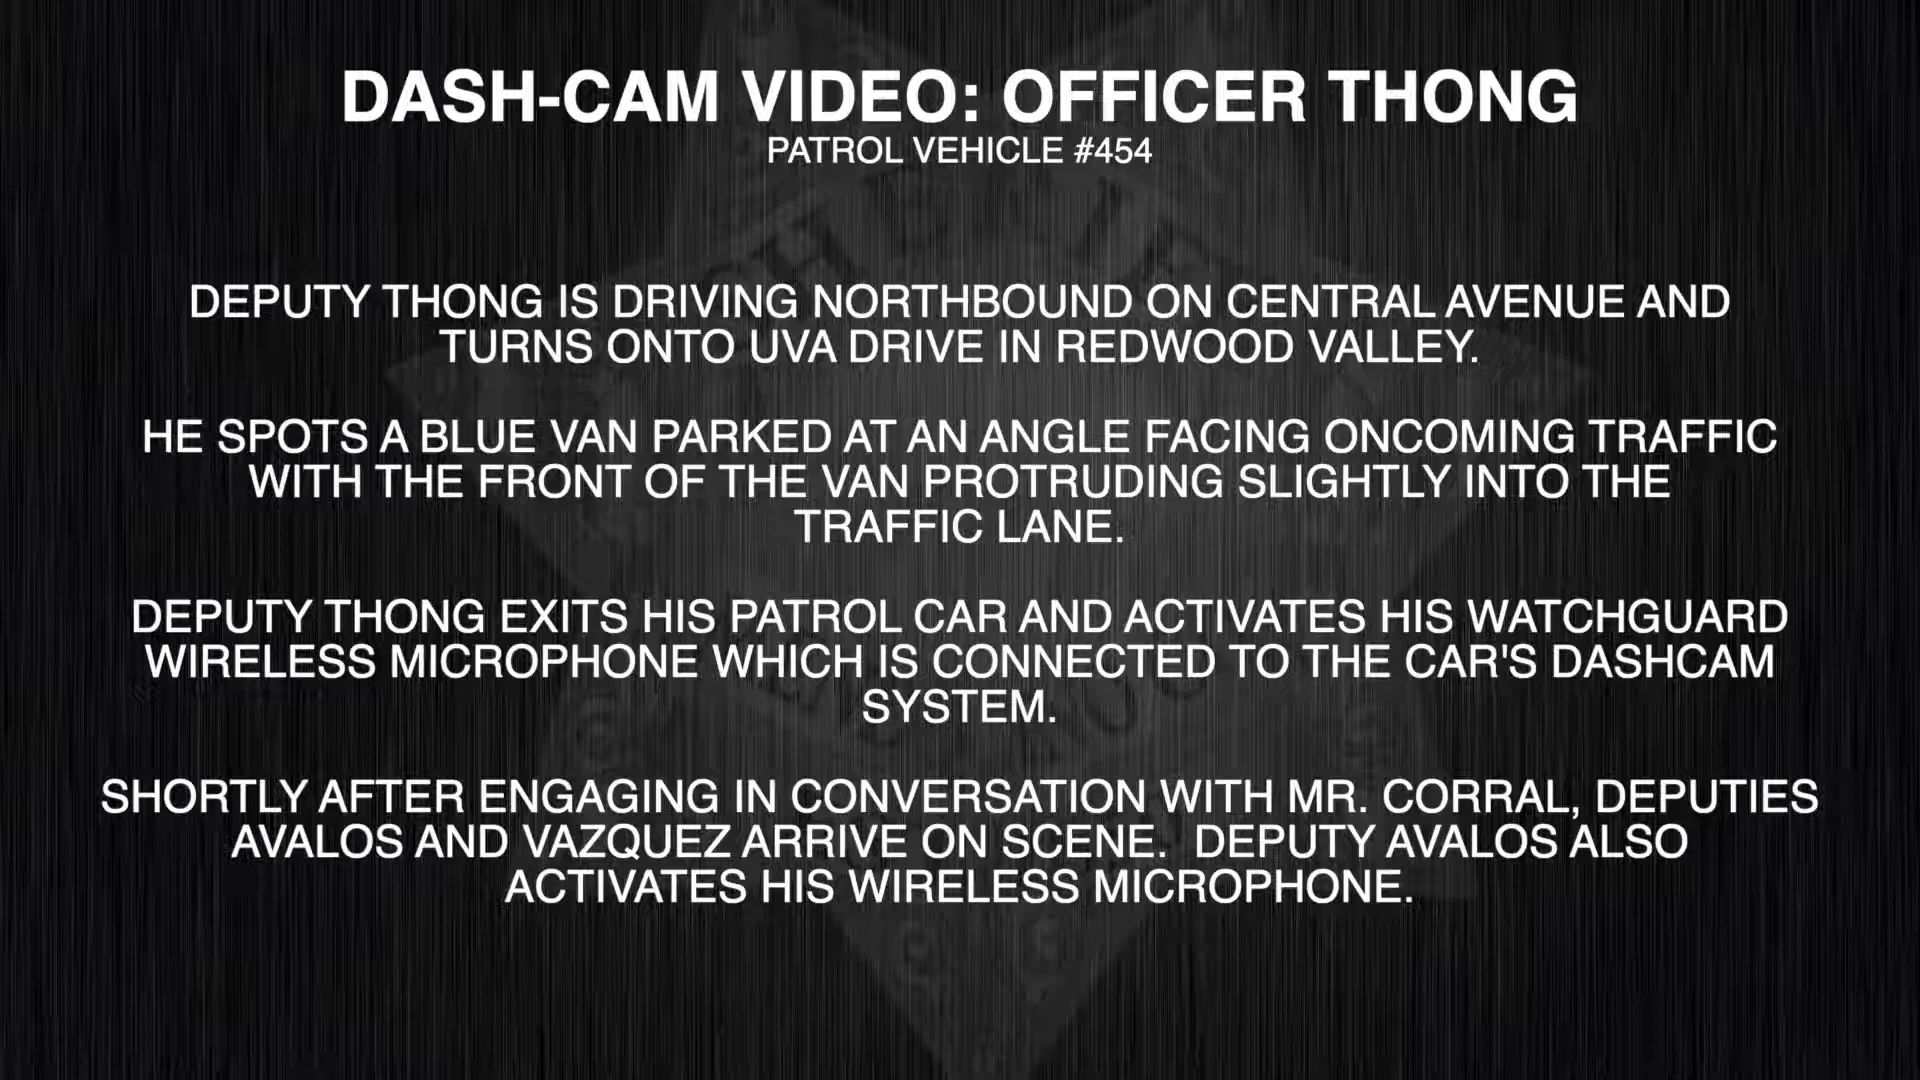 DASH-CAM VIDEO: OFFICER THONG
PATROL VEHICLE #454
DEPUTY THONG IS DRIVING NORTHBOUND ON CENTRAL AVENUE AND
TURNS ONTO UVA DRIVE IN REDWOOD VALLEY.
HE SPOTS A BLUE VAN PARKED AT AN ANGLE FACING ONCOMING TRAFFIC
WITH THE FRONT OF THE VAN PROTRUDING SLIGHTLY INTO THE
TRAFFIC LANE.
DEPUTY THONG EXITS HIS PATROL CAR AND ACTIVATES HIS WATCHGUARD
WIRELESS MICROPHONE WHICH IS CONNECTED TO THE CAR'S DASHCAM
SYSTEM.
SHORTLY AFTER ENGAGING IN CONVERSATION WITH MR. CORRAL, DEPUTIES
AVALOS AND VAZQUEZ ARRIVE ON SCENE.  DEPUTY AVALOS ALSO
ACTIVATES HIS WIRELESS MICROPHONE.